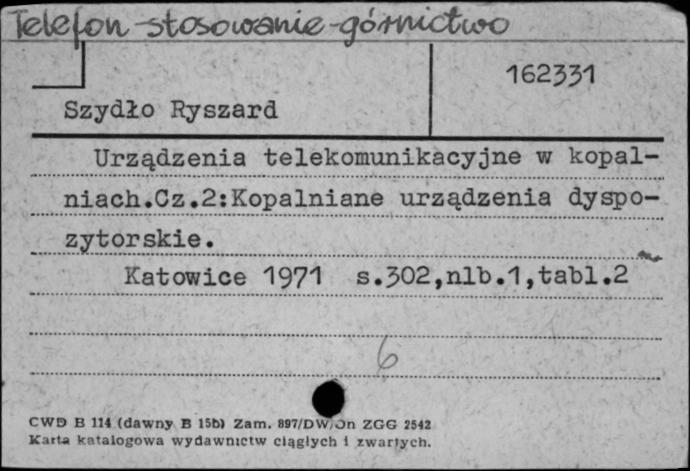 Telefon-stosowanie-górnictwo
162331
Szydło Ryszard
Urządzenia telekomunikacyjne w kopal-
niach.Cz.2:Kopalniane urządzenia dyspo-
zytorskie.
Katowice 1971 s.302,nlb.1,tabl.2
6
CWD B 114 (dawny B 15b) Zam. 897/DW/On ZGG 2542
Karta katalogowa wydawnictw ciągłych i zwartych.